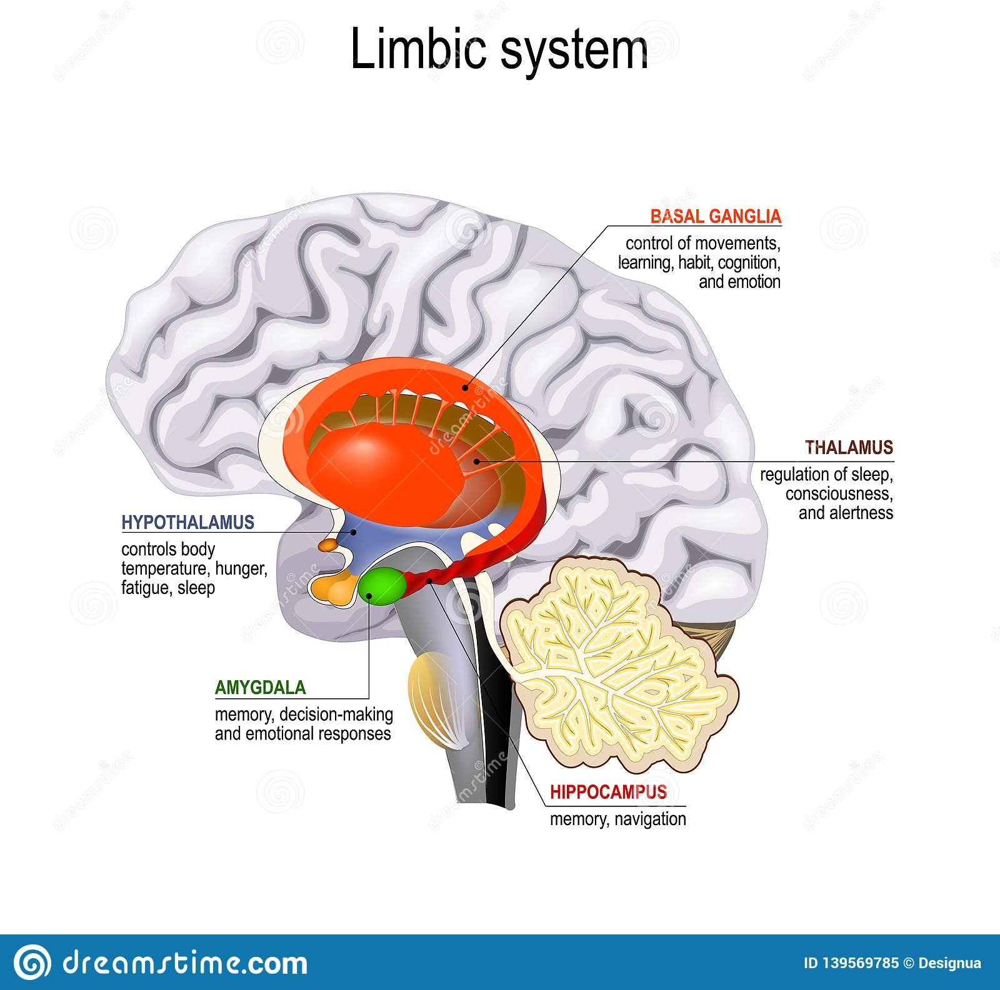 Limbic system
BASAL GANGLIA
control of movements,
learning, habit, cognition,
and emotion
THALAMUS
regulation of sleep,
consciousness,
and alertness
HYPOTHALAMUS
controls body
temperature, hunger,
fatigue, sleep
AMYGDALA
memory, decision-making
and emotional responses
HIPPOCAMPUS
memory, navigation
dreamstime.com
ID 139569785 © Designua